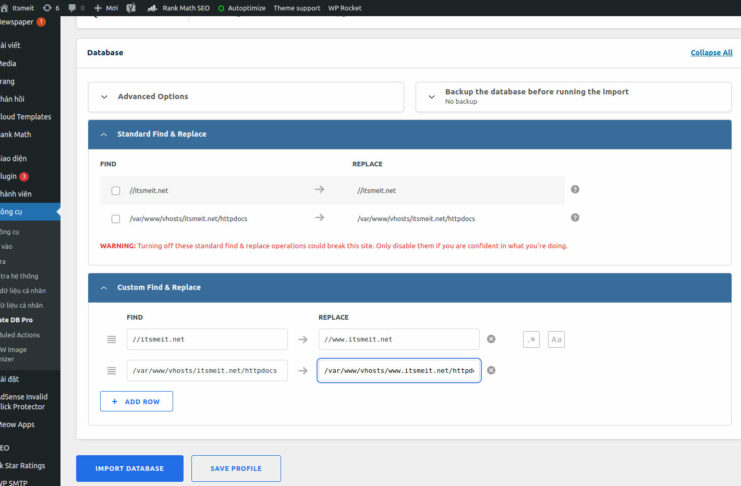 Itsmeit 6 0 Mới Rank Math SEO Autoptimize Theme support WP Rocket
ewspaper 1
ài viết
Media
rang
hản hồi
loud Templates
ank Math
iao diện
lugin 3
hành viên
ông cụ
ông cụ
vào
ra
tra hệ thống
dữ liệu cá nhân
dữ liệu cá nhân
ate DB Pro
duled Actions
W Image
mizer
ài đặt
dSense Invalid
lick Protector
Meow Apps
EO
k Star Ratings
WP SMTP
Database
Collapse All
Advanced Options
Backup the database before running the import
No backup
Standard Find & Replace
FIND REPLACE
//itsmeit.net → //itsmeit.net ?
/var/www/vhosts/itsmeit.net/httpdocs → /var/www/vhosts/itsmeit.net/httpdocs ?
WARNING: Turning off these standard find & replace operations could break this site. Only disable them if you are confident in what you're doing.
Custom Find & Replace
FIND REPLACE
//itsmeit.net → //www.itsmeit.net .* Aa
/var/www/vhosts/itsmeit.net/httpdocs → /var/www/vhosts/www.itsmeit.net/httpd
+ ADD ROW
IMPORT DATABASE
SAVE PROFILE